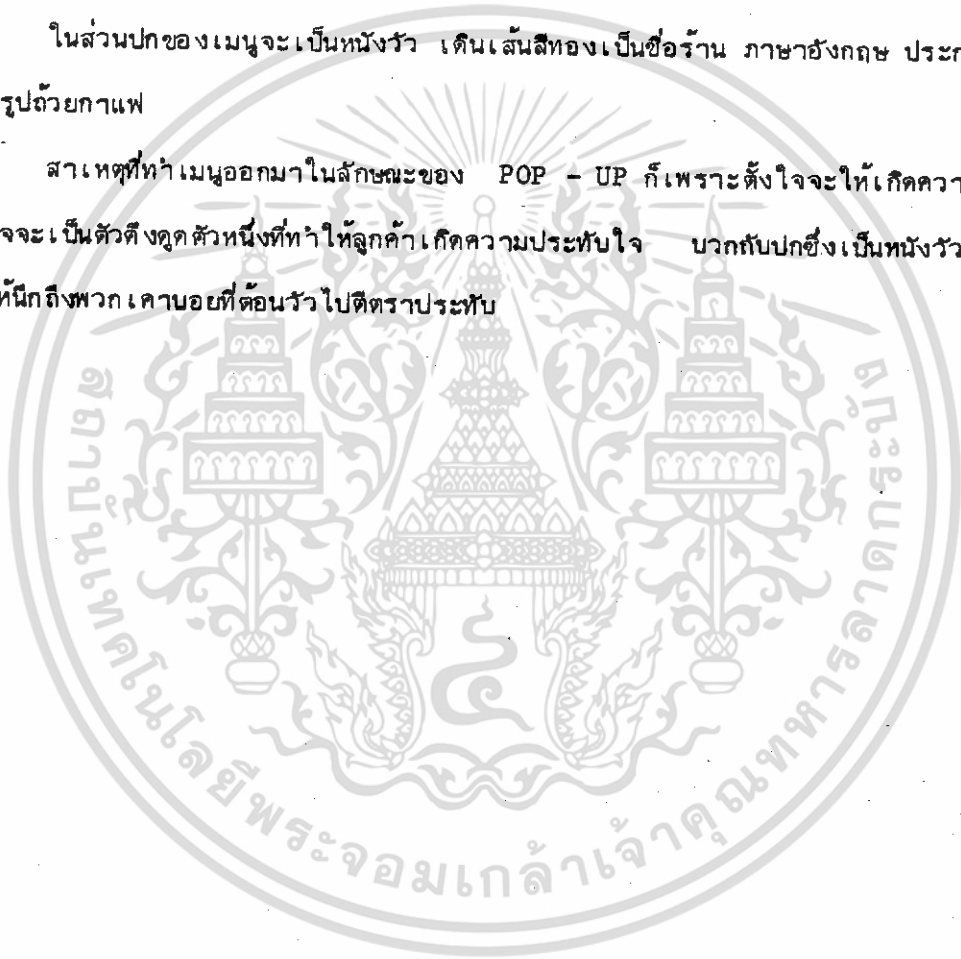 ในส่วนปกของเมนูจะเป็นหนังวัว เดินเส้นสีทองเป็นชื่อร้าน ภาษาอังกฤษ ประก
รูปถ้วยกาแฟ
สาเหตุที่ทำเมนูออกมาในลักษณะของ POP - UP ก็เพราะตั้งใจจะให้เกิดควา
จจะเป็นตัวดึงดูดตัวหนึ่งที่ทำให้ลูกค้าเกิดความประทับใจ บวกกับปกซึ่งเป็นหนังวัว
ห้นึกถึงพวกเคาบอยที่ต้อนวัวไปตีตราประทับ
สถาบันเทคโนโลยีพระจอมเกล้าเจ้าคุณทหารลาดกระบัง
๔